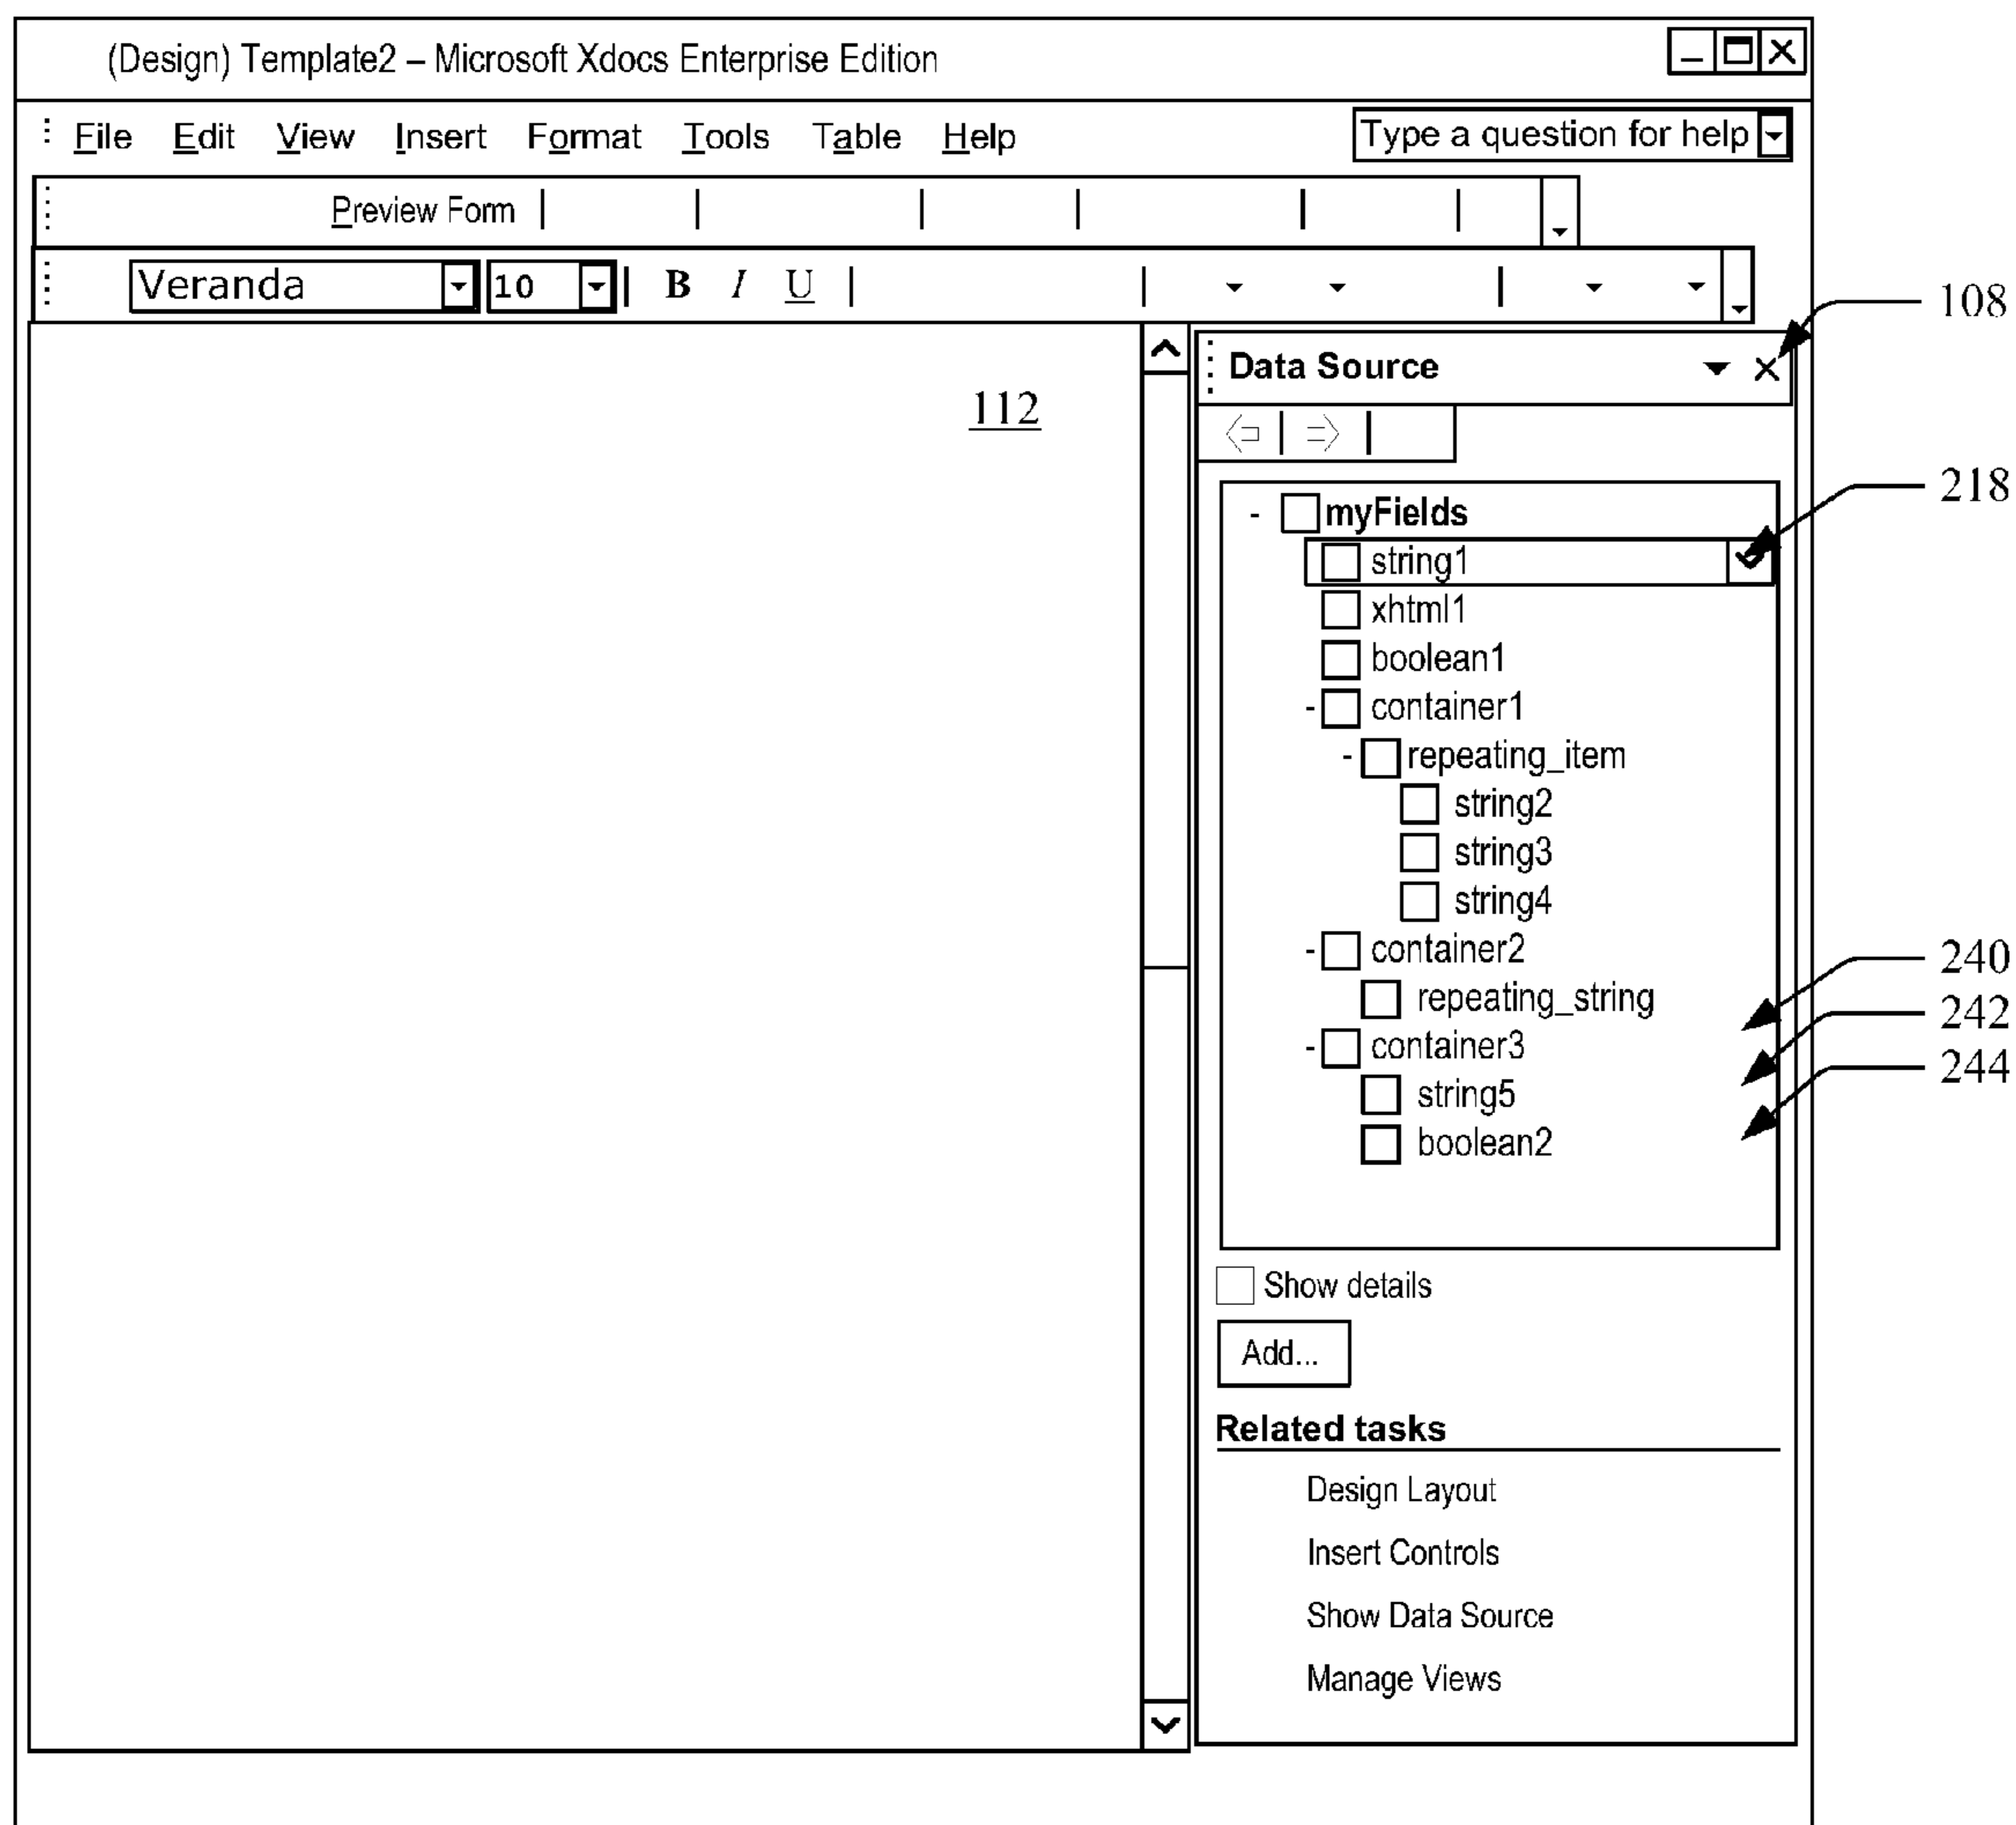 (Design) Template2 – Microsoft Xdocs Enterprise Edition
File Edit View Insert Format Tools Table Help Type a question for help
Preview Form
Veranda 10 B I U
108
Data Source
112
218
- myFields
string1
xhtml1
boolean1
- container1
- repeating_item
string2
string3
string4
- container2
240
repeating_string
242
- container3
244
string5
boolean2
Show details
Add...
Related tasks
Design Layout
Insert Controls
Show Data Source
Manage Views